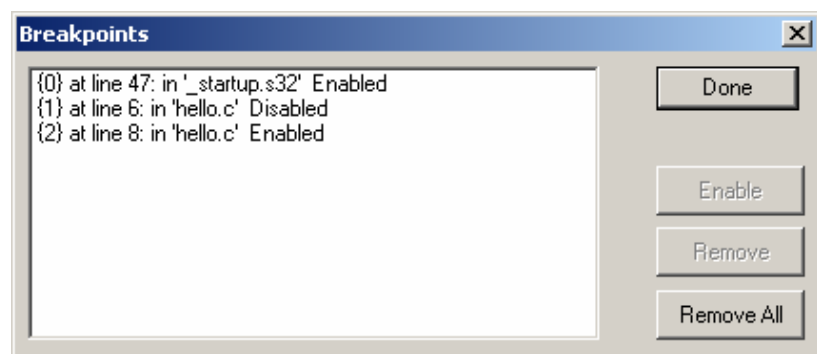 Breakpoints
{0} at line 47: in '_startup.s32' Enabled
{1} at line 6: in 'hello.c' Disabled
{2} at line 8: in 'hello.c' Enabled
Done
Enable
Remove
Remove All